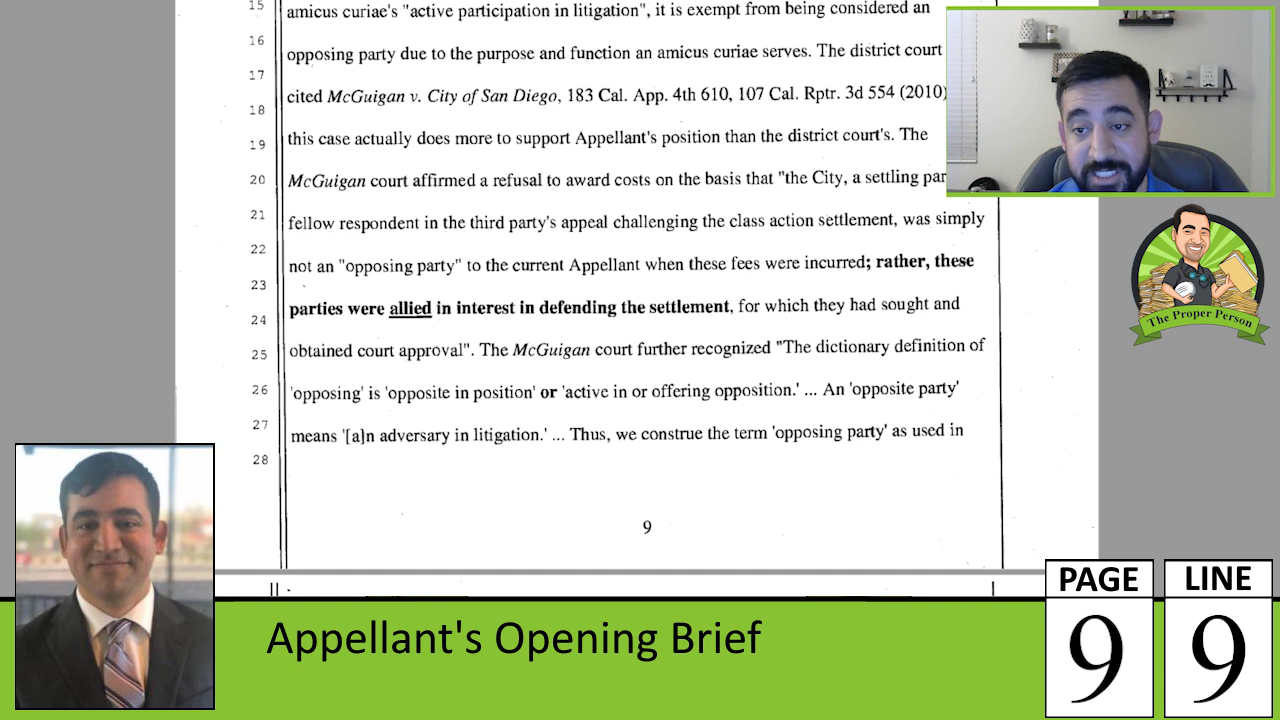 15 amicus curiae's "active participation in litigation", it is exempt from being considered an
16 opposing party due to the purpose and function an amicus curiae serves. The district court
17 cited McGuigan v. City of San Diego, 183 Cal. App. 4th 610, 107 Cal. Rptr. 3d 554 (2010)
18
19 this case actually does more to support Appellant's position than the district court's. The
20 McGuigan court affirmed a refusal to award costs on the basis that "the City, a settling par
21 fellow respondent in the third party's appeal challenging the class action settlement, was simply
22 not an "opposing party" to the current Appellant when these fees were incurred; rather, these
23 parties were allied in interest in defending the settlement, for which they had sought and
24
25 obtained court approval". The McGuigan court further recognized "The dictionary definition of
26 'opposing' is 'opposite in position' or 'active in or offering opposition.' ... An 'opposite party'
27 means '[a]n adversary in litigation.' ... Thus, we construe the term 'opposing party' as used in
28
9
The Proper Person
Appellant's Opening Brief
PAGE
9
LINE
9